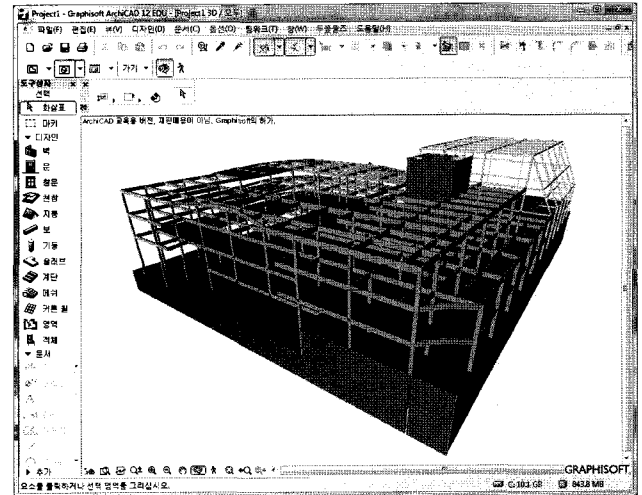 Project1 - Graphisoft ArchiCAD 12 EDU - [Project1 3D / 모두]
파일(F) 편집(E) 뷰(V) 디자인(D) 문서(C) 옵션(O) 팀워크(T) 창(W) 도움말(H)
가기
도구상자
선택
화살표
마키
디자인
벽
문
창문
천창
지붕
보
기둥
슬래브
계단
메쉬
커튼 월
영역
객체
문서
추가
ArchiCAD 교육용 버전, 재판매용이 아님, Graphisoft의 허가,
GRAPHISOFT
요소를 클릭하거나 선택 영역을 그리십시오.
C: 10.1 GB
843.8 MB